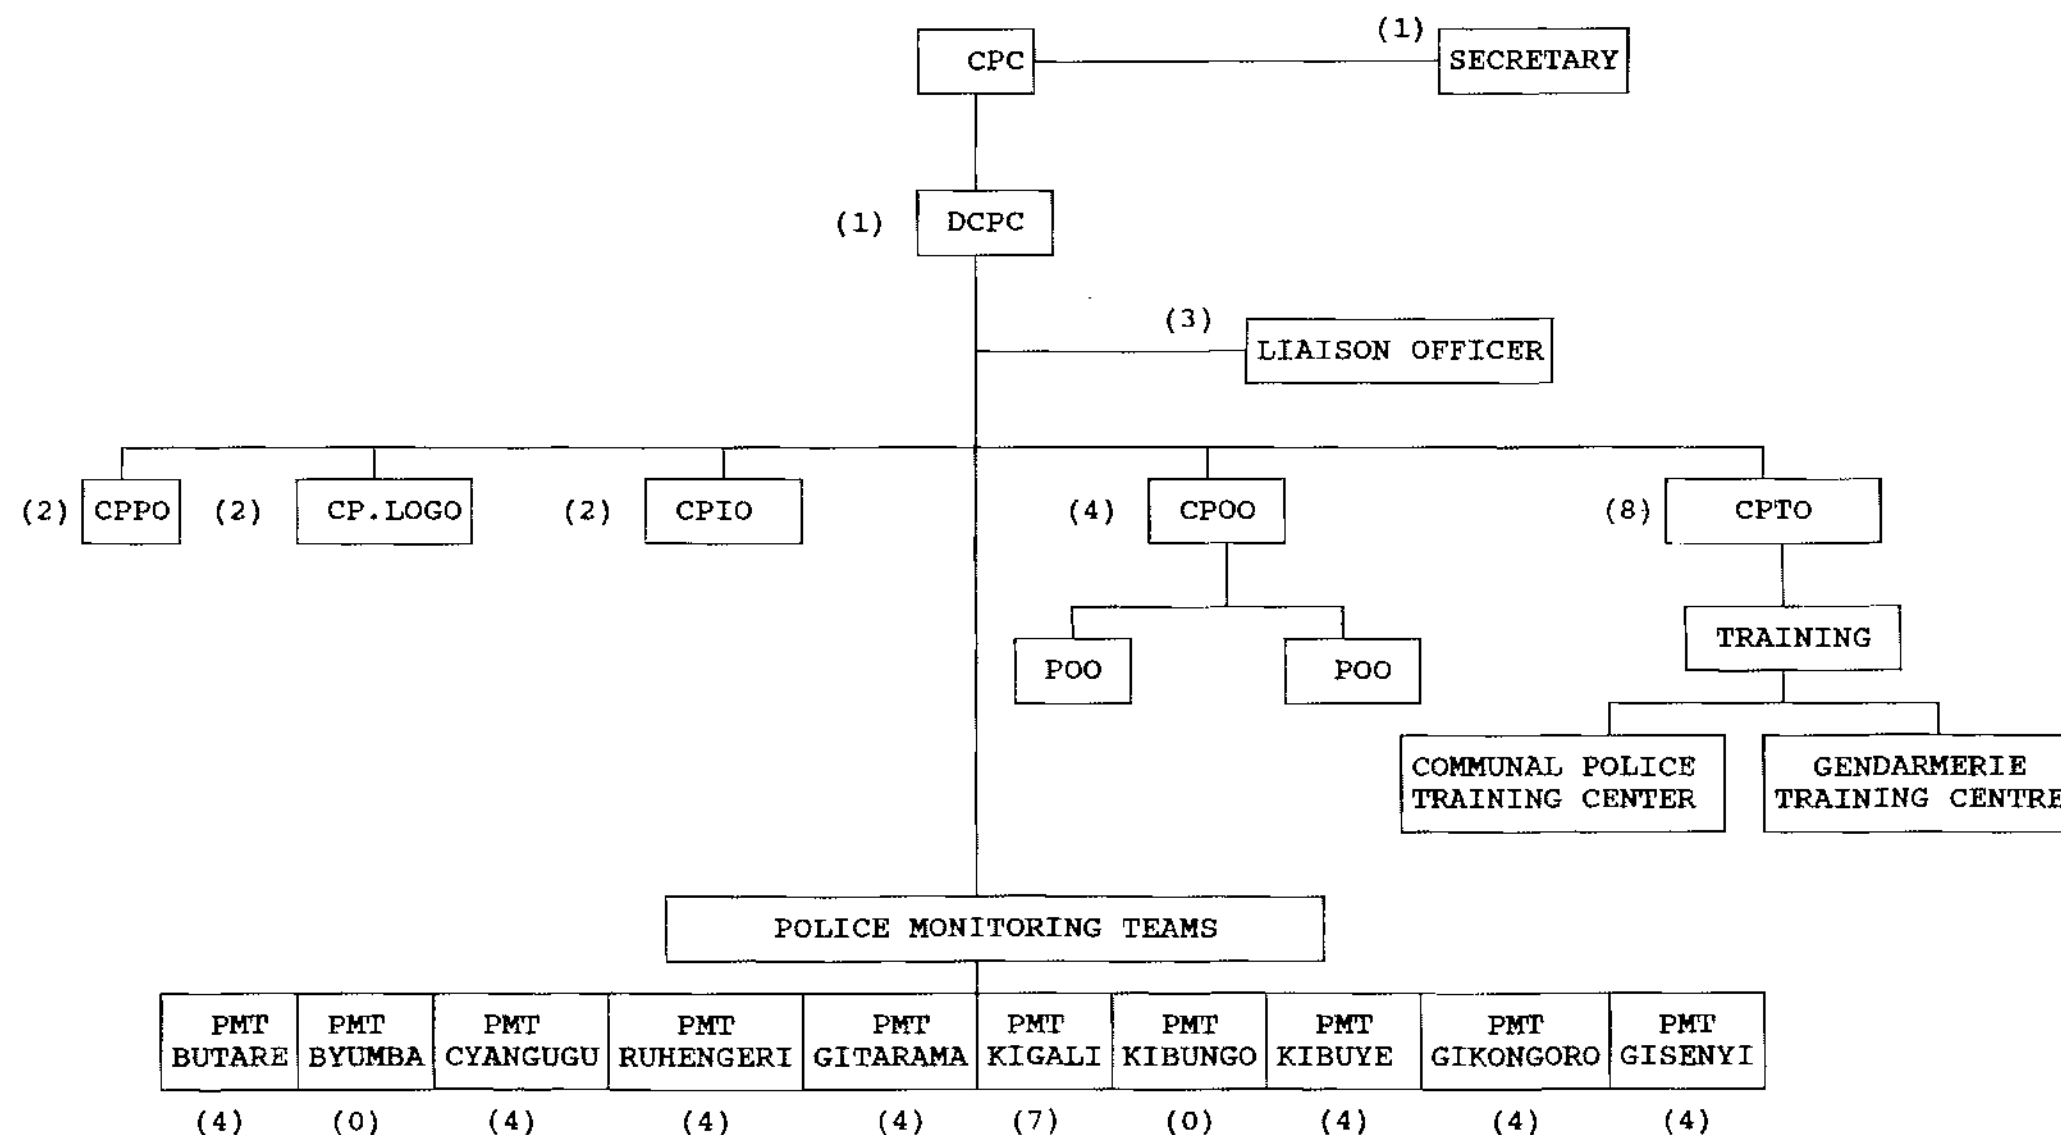 (1)
CPC
SECRETARY
(1)
DCPC
(3)
LIAISON OFFICER
(2) CPPO (2) CP.LOGO (2) CPIO (4) CPOO (8) CPTO
TRAINING
POO POO
COMMUNAL POLICE
TRAINING CENTER
GENDARMERIE
TRAINING CENTRE
POLICE MONITORING TEAMS
PMT
BUTARE
PMT
BYUMBA
PMT
CYANGUGU
PMT
RUHENGERI
PMT
GITARAMA
PMT
KIGALI
PMT
KIBUNGO
PMT
KIBUYE
PMT
GIKONGORO
PMT
GISENYI
(4) (0) (4) (4) (4) (7) (0) (4) (4) (4)